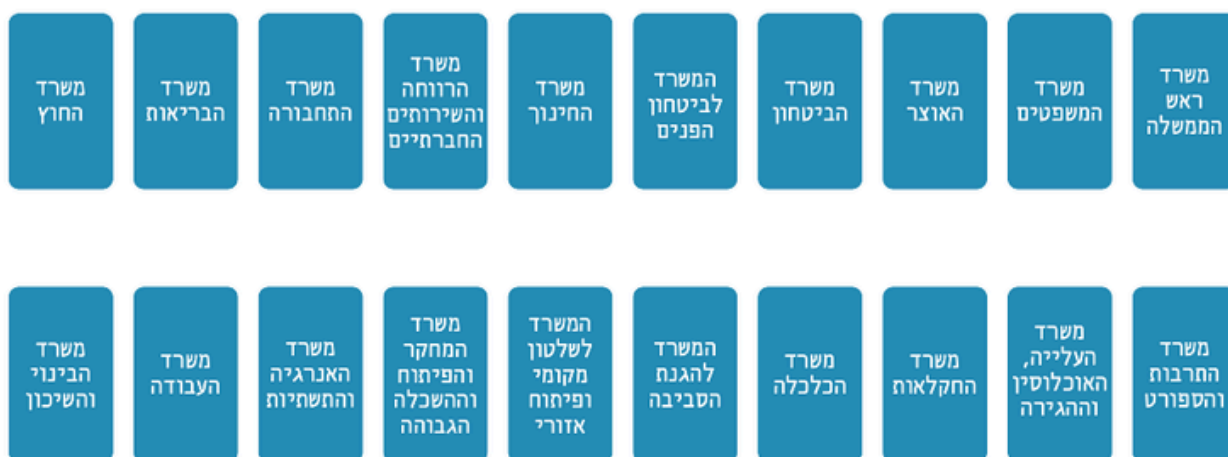 משרד
ראש
הממשלה
משרד
המשפטים
משרד
האוצר
משרד
הביטחון
המשרד
לביטחון
הפנים
משרד
החינוך
משרד
הרווחה
והשירותים
החברתיים
משרד
התחבורה
משרד
הבריאות
משרד
החוץ
משרד
התרבות
והספורט
משרד
העלייה,
האוכלוסין
וההגירה
משרד
החקלאות
משרד
הכלכלה
המשרד
להגנת
הסביבה
המשרד
לשלטון
מקומי
ופיתוח
אזורי
משרד
המחקר
והפיתוח
וההשכלה
הגבוהה
משרד
האנרגיה
והתשתיות
משרד
העבודה
משרד
הבינוי
והשיכון